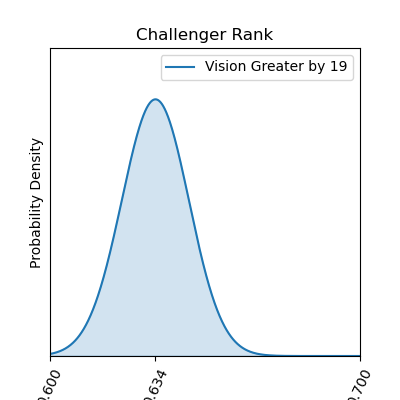 Challenger Rank
Vision Greater by 19
Probability Density
0.600
0.634
0.700